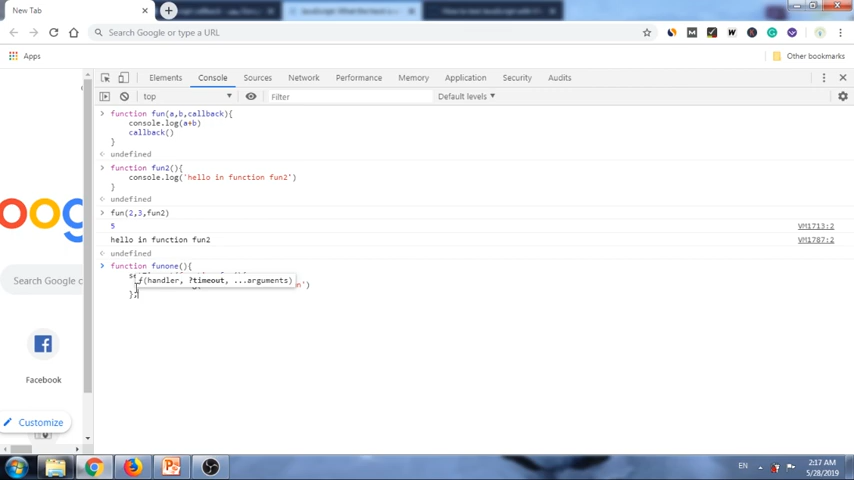 New Tab
Search Google or type a URL
Apps
Other bookmarks
Elements Console Sources Network Performance Memory Application Security Audits
top Filter Default levels
function fun(a,b,callback){
console.log(a+b)
callback()
}
undefined
function fun2(){
console.log('hello in function fun2')
}
undefined
fun(2,3,fun2)
5 VM1713:2
hello in function fun2 VM1787:2
undefined
function funone(){
f(handler, ?timeout, ...arguments)
n')
Search Google
Facebook
Customize
EN
2:17 AM
5/28/2019